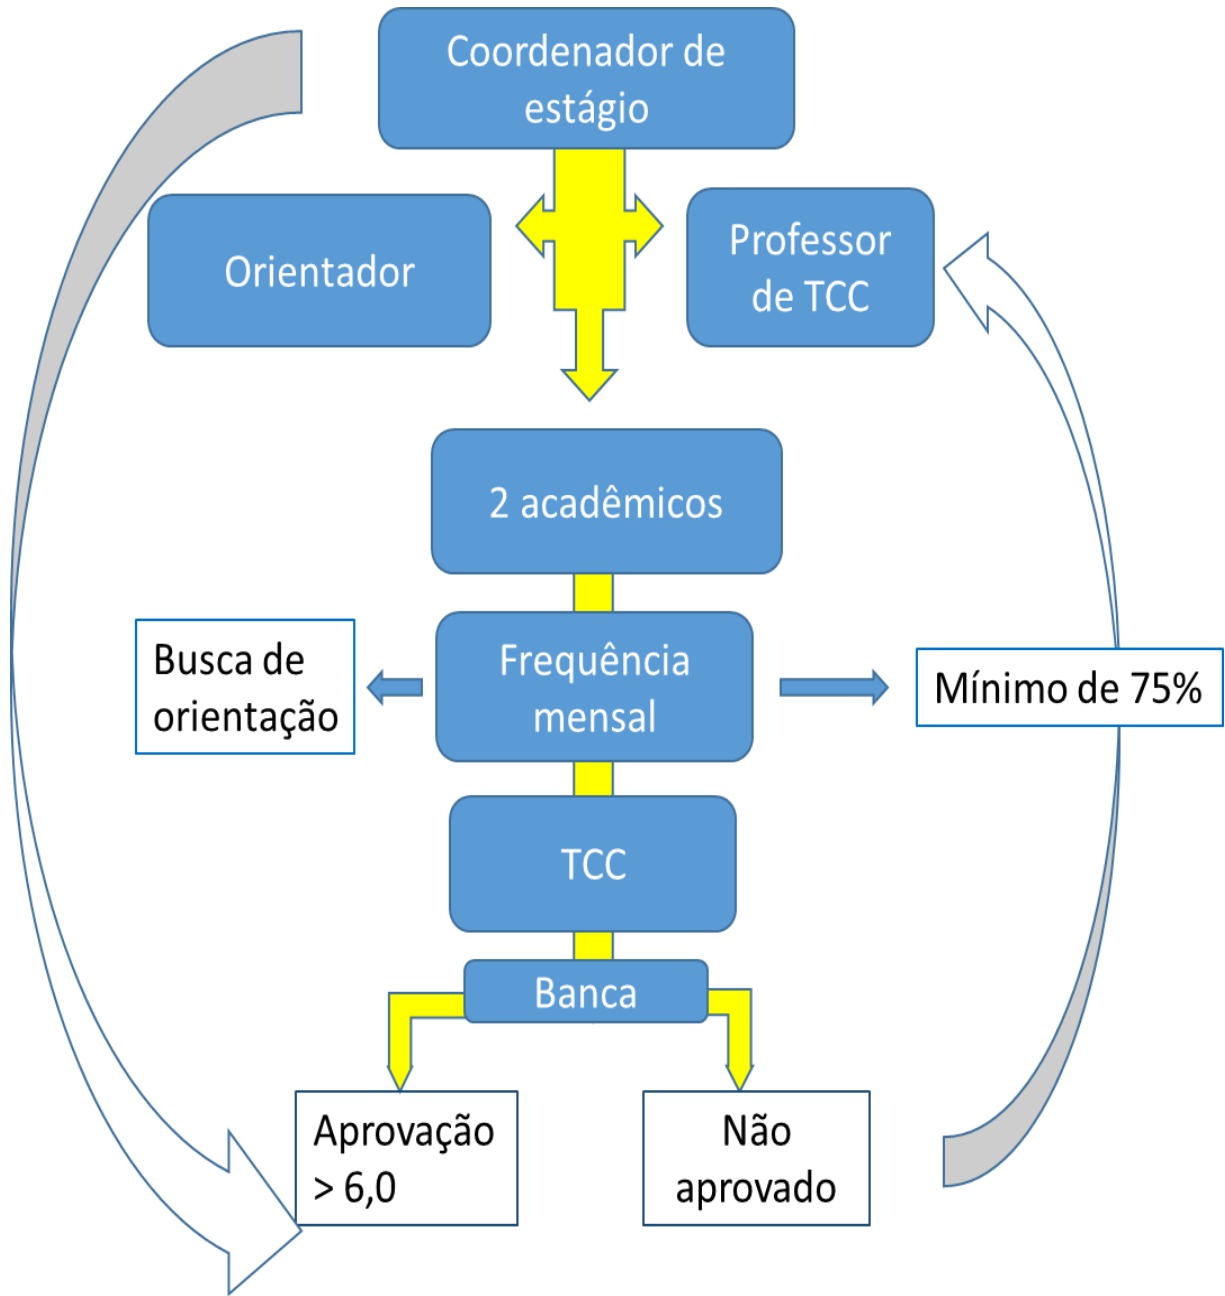 Coordenador de
estágio
Orientador
Professor
de TCC
2 acadêmicos
Busca de
orientação
Frequência
mensal
Mínimo de 75%
TCC
Banca
Aprovação
> 6,0
Não
aprovado